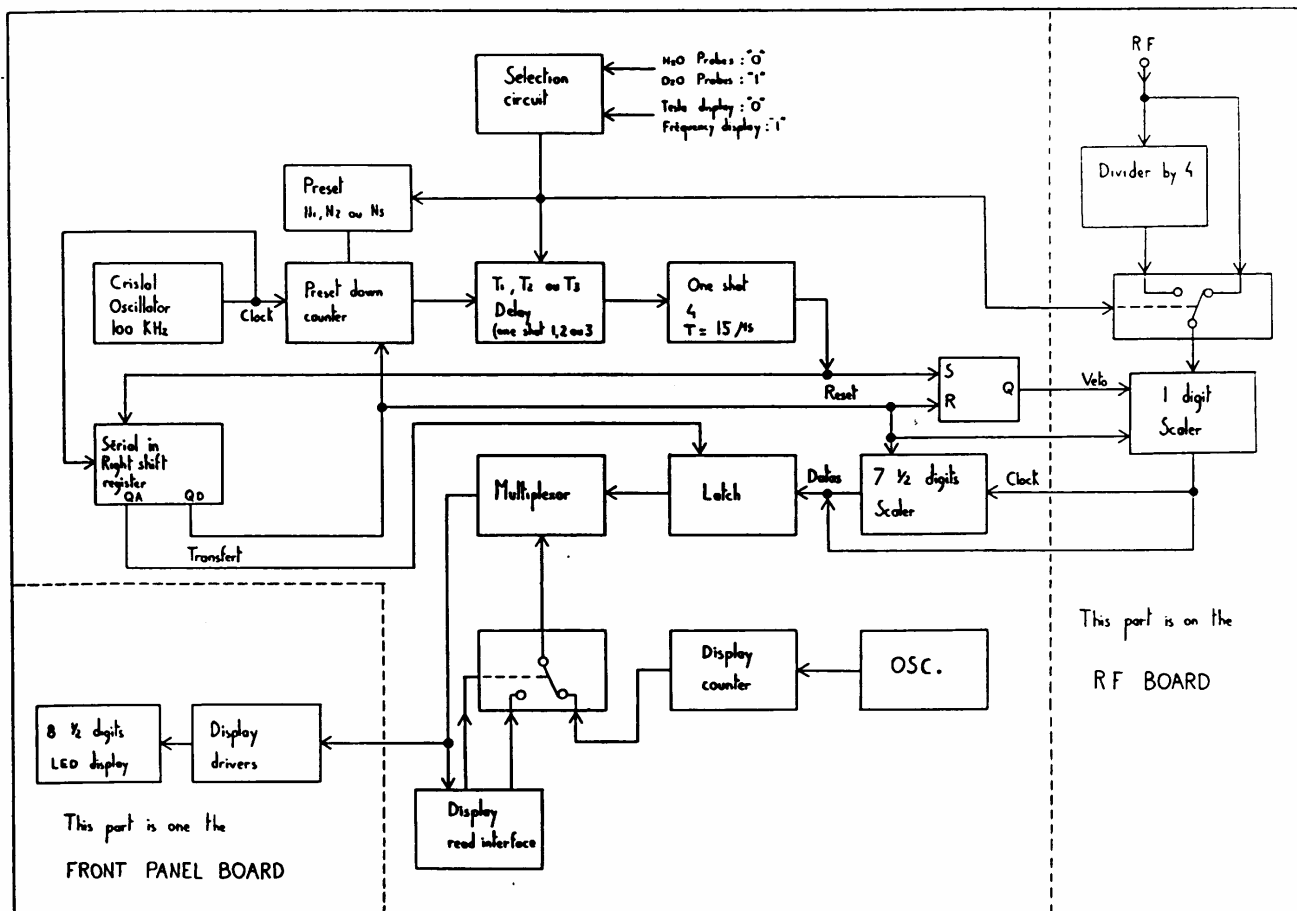 RF
Selection
circuit
H2O Probes : "0"
D2O Probes : "1"
Tesla display : "0"
Fréquency display : "1"
Divider by 4
Preset
N1, N2 ou N3
Cristal
Oscillator
100 KHz
Clock
Preset down
counter
T1, T2 ou T3
Delay
(one shot 1, 2 ou 3
One shot
4
T = 15 µs
Reset
S
R
Q
Veto
1 digit
Scaler
Sérial in
Right shift
register
QA
QD
Multiplexor
Latch
Datas
7 ½ digits
Scaler
Clock
Transfert
This part is on the
RF BOARD
Display
counter
OSC.
8 ½ digits
LED display
Display
drivers
Display
read interface
This part is one the
FRONT PANEL BOARD